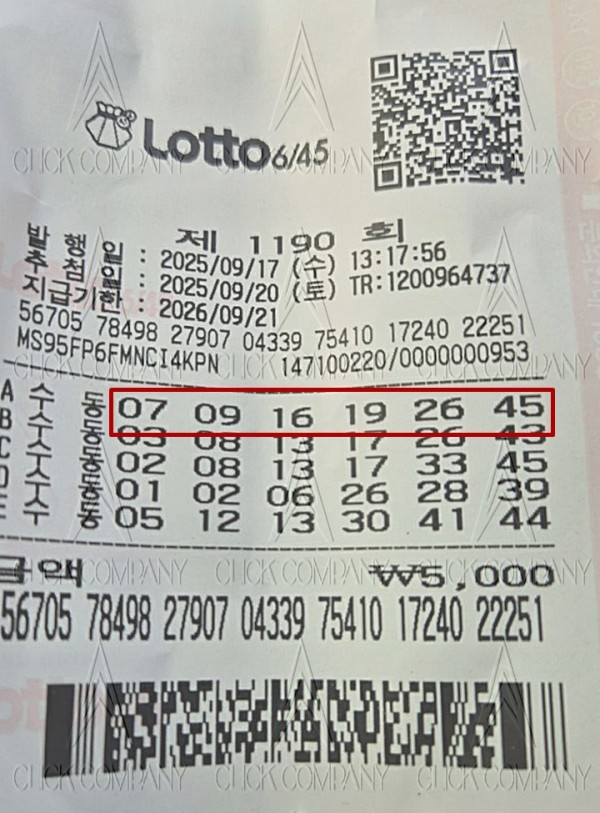 Lotto 6/45
제 1190 회
발 행 일 : 2025/09/17 (수) 13:17:56
추 첨 일 : 2025/09/20 (토) TR:1200964737
지급기한 : 2026/09/21
56705 78498 27907 04339 75410 17240 22251
MS95FP6FMNCI4KPN 147100220/0000000953
A 수 동 07 09 16 19 26 45
B 수 동 03 08 13 17 26 43
C 수 동 02 08 13 17 33 45
D 수 동 01 02 06 26 28 39
E 수 동 05 12 13 30 41 44
금액 ₩5,000
56705 78498 27907 04339 75410 17240 22251
CLICK COMPANY